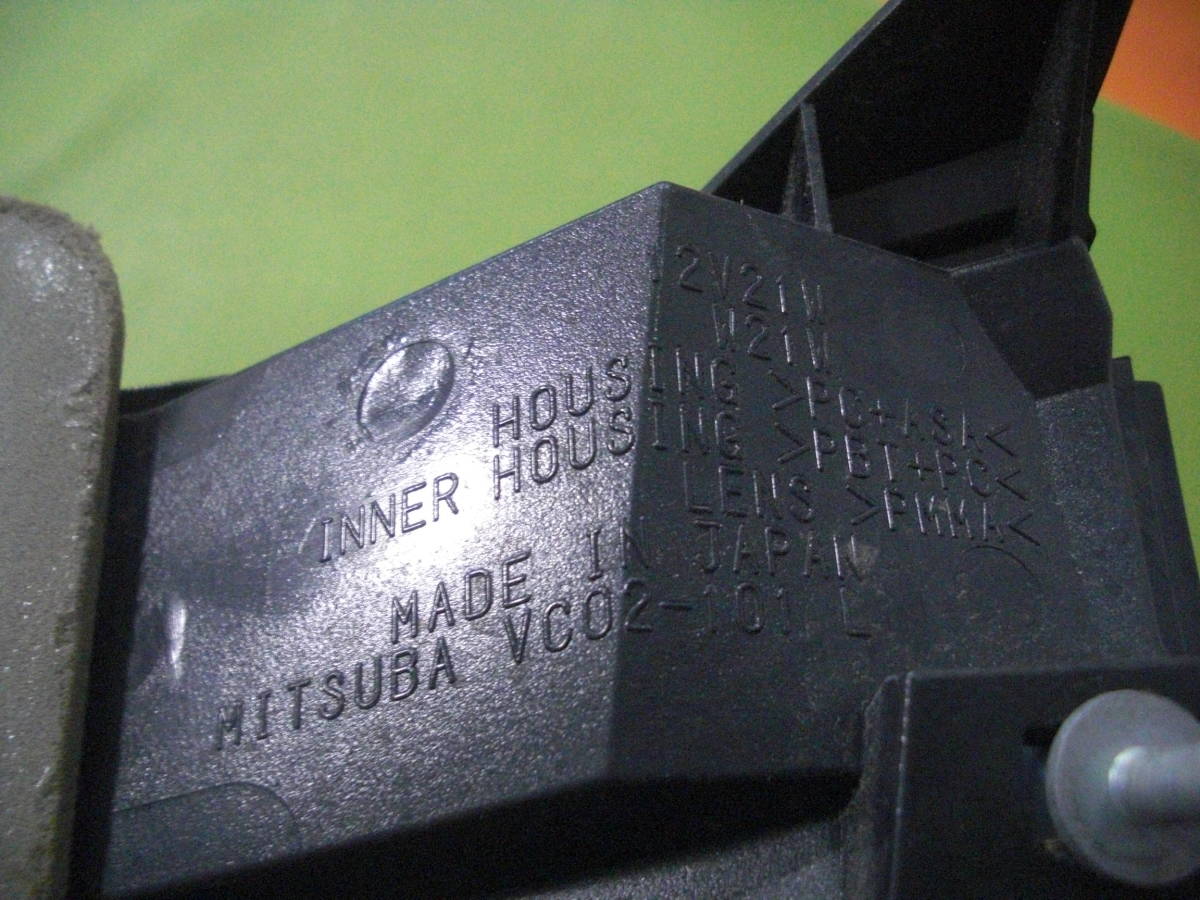 12V21W
W21W
HOUSING >PC+ASA<
INNER HOUSING >PBT+PC<
LENS >PMMA<
MADE IN JAPAN
MITSUBA VC02-101 L